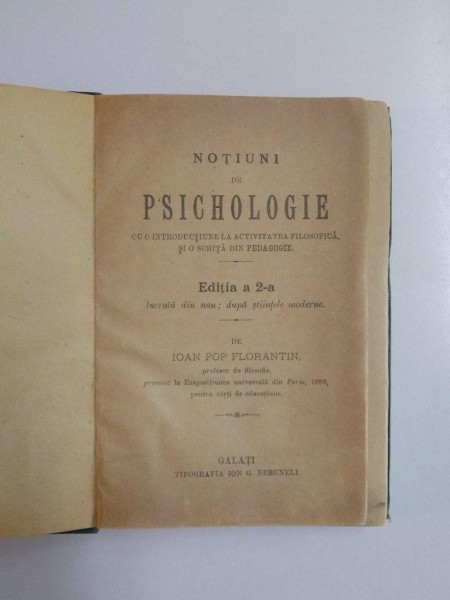 NOȚIUNI
DE
PSICHOLOGIE
CU O INTRODUCȚIUNE LA ACTIVITATEA FILOSOFICĂ,
ȘI O SCHIȚĂ DIN PEDAGOGIE.
Ediția a 2-a
lucrată din nou; după științele moderne.
DE
IOAN POP FLORANTIN,
profesor de filosofie,
premiat la Essposițiunea universală din Paris, 1889,
pentru cărți de educațiune.
GALAȚI
TIPOGRAFIA ION G. NEBUNELI